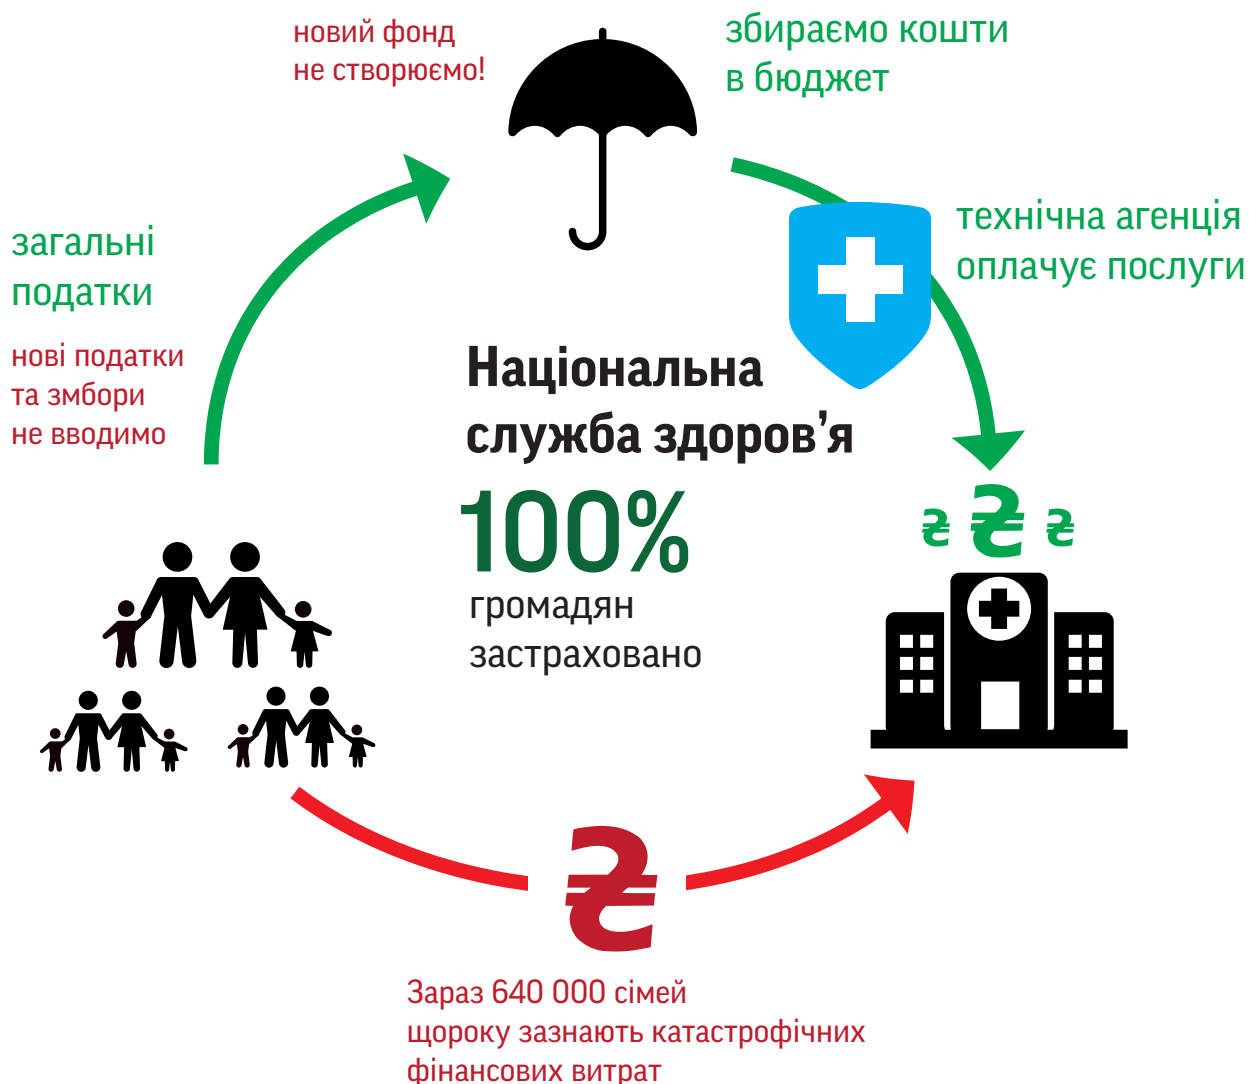 новий фонд
не створюємо!
збираємо кошти
в бюджет
технічна агенція
оплачує послуги
загальні
податки
нові податки
та змбори
не вводимо
Національна
служба здоров’я
100%
громадян
застраховано
₴ ₴ ₴
₴
Зараз 640 000 сімей
щороку зазнають катастрофічних
фінансових витрат